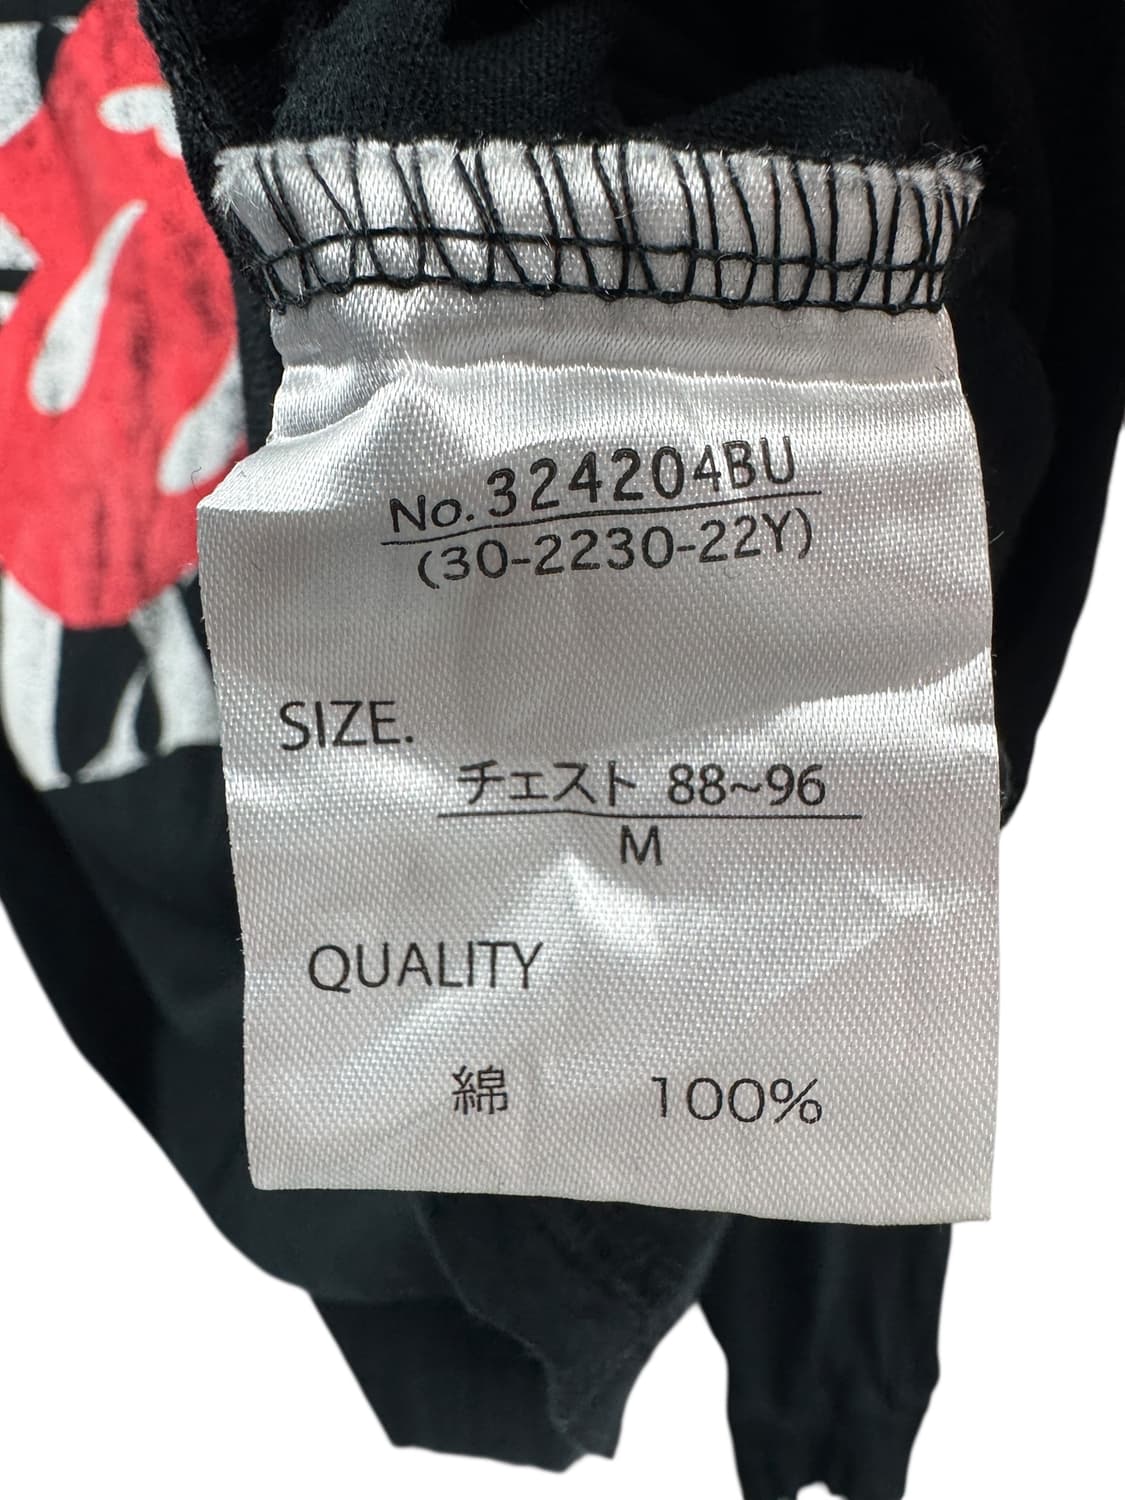 No.324204BU
(30-2230-22Y)
SIZE.
チェスト 88~96
M
QUALITY
綿 100%